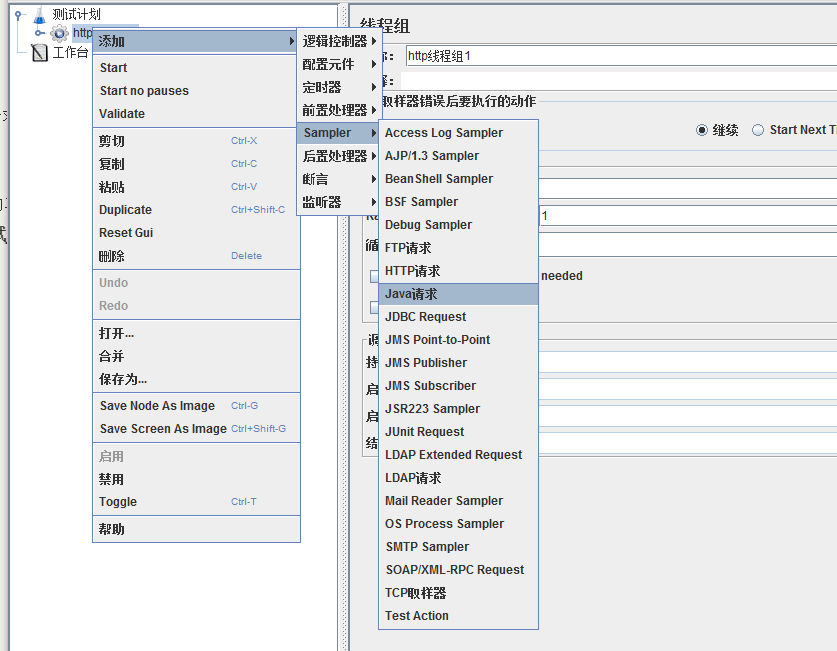 测试计划
http
工作台
添加
Start
Start no pauses
Validate
剪切 Ctrl-X
复制 Ctrl-C
粘贴 Ctrl-V
Duplicate Ctrl+Shift-C
Reset Gui
删除 Delete
Undo
Redo
打开...
合并
保存为...
Save Node As Image Ctrl-G
Save Screen As Image Ctrl+Shift-G
启用
禁用
Toggle Ctrl-T
帮助
逻辑控制器
配置元件
定时器
前置处理器
Sampler
后置处理器
断言
监听器
Access Log Sampler
AJP/1.3 Sampler
BeanShell Sampler
BSF Sampler
Debug Sampler
FTP请求
HTTP请求
Java请求
JDBC Request
JMS Point-to-Point
JMS Publisher
JMS Subscriber
JSR223 Sampler
JUnit Request
LDAP Extended Request
LDAP请求
Mail Reader Sampler
OS Process Sampler
SMTP Sampler
SOAP/XML-RPC Request
TCP取样器
Test Action
线程组
http线程组1
取样器错误后要执行的动作
继续 Start Next T
1
needed